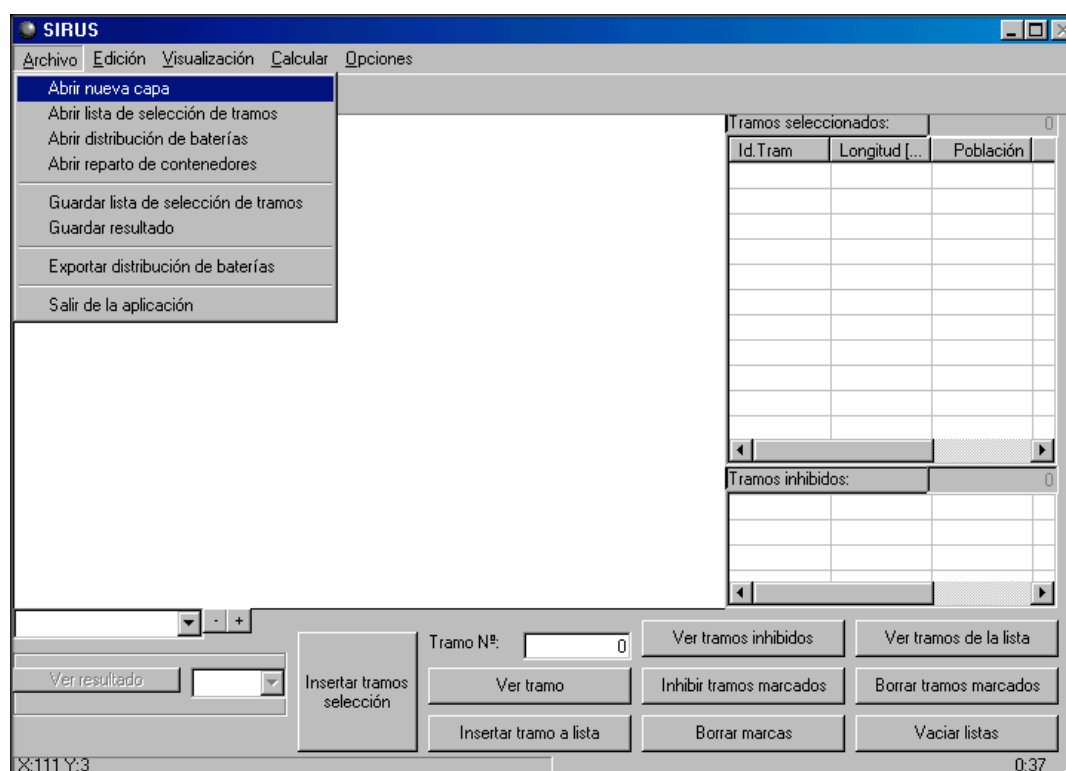 SIRUS
Archivo Edición Visualización Calcular Opciones
Abrir nueva capa
Abrir lista de selección de tramos
Abrir distribución de baterías
Abrir reparto de contenedores
Guardar lista de selección de tramos
Guardar resultado
Exportar distribución de baterías
Salir de la aplicación
Tramos seleccionados: 0
Id.Tram Longitud [... Población
Tramos inhibidos: 0
- +
Ver resultado
Insertar tramos
selección
Tramo Nº: 0
Ver tramo
Insertar tramo a lista
Ver tramos inhibidos
Inhibir tramos marcados
Borrar marcas
Ver tramos de la lista
Borrar tramos marcados
Vaciar listas
X:111 Y:3 0:37